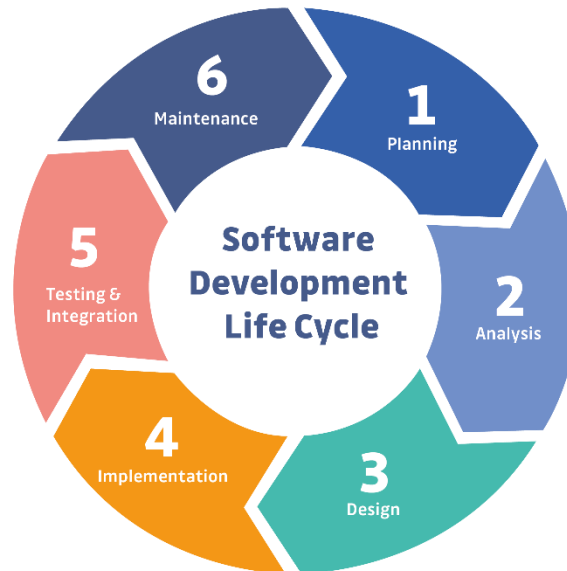 Software
Development
Life Cycle
1
Planning
2
Analysis
3
Design
4
Implementation
5
Testing &
Integration
6
Maintenance